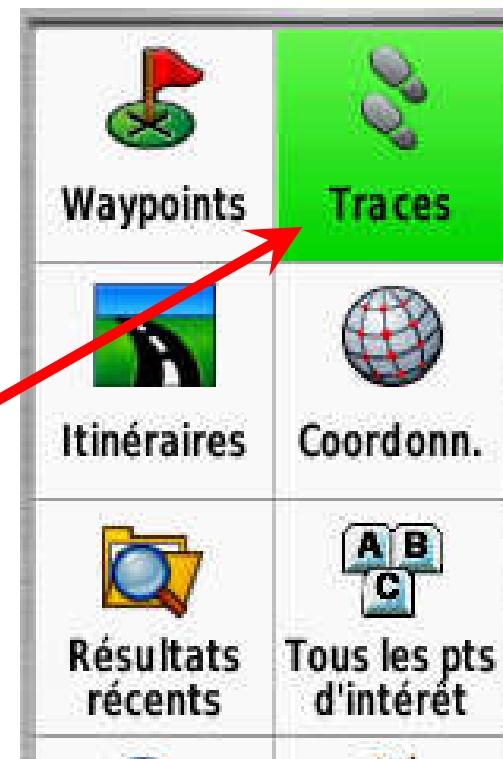 Waypoints
Traces
Itinéraires
Coordonn.
Résultats
récents
A B
C
Tous les pts
d'intérêt